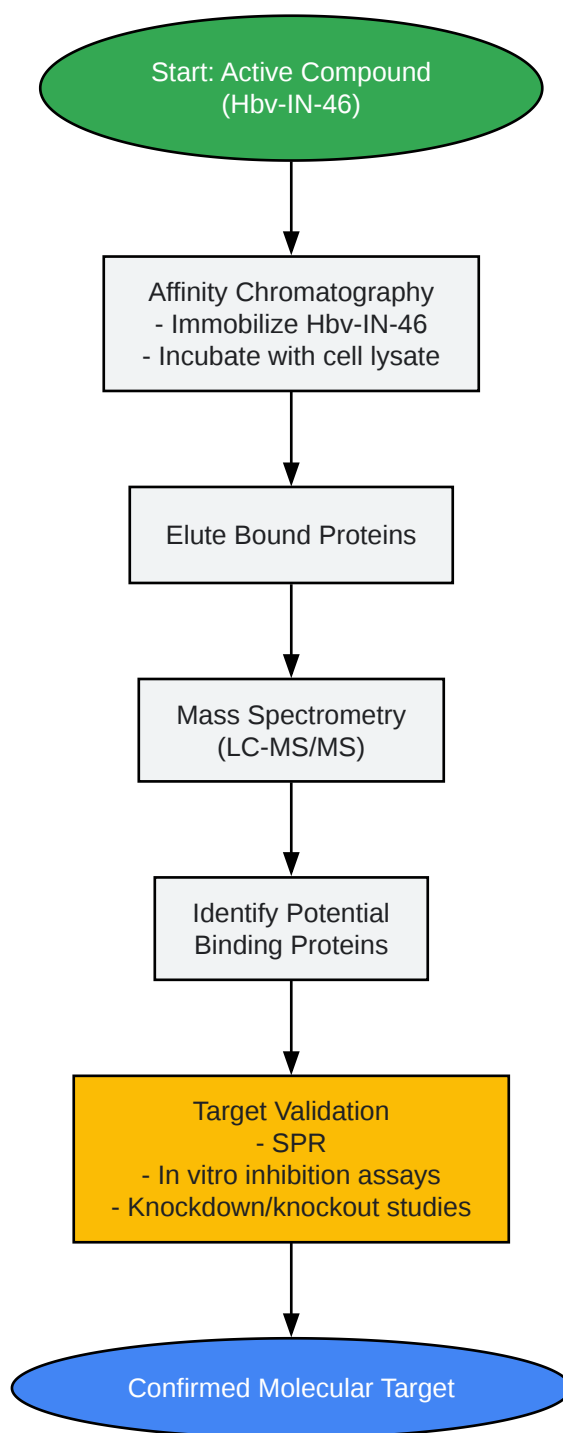 Start: Active Compound
(Hbv-IN-46)
Affinity Chromatography
- Immobilize Hbv-IN-46
- Incubate with cell lysate
Elute Bound Proteins
Mass Spectrometry
(LC-MS/MS)
Identify Potential
Binding Proteins
Target Validation
- SPR
- In vitro inhibition assays
- Knockdown/knockout studies
Confirmed Molecular Target